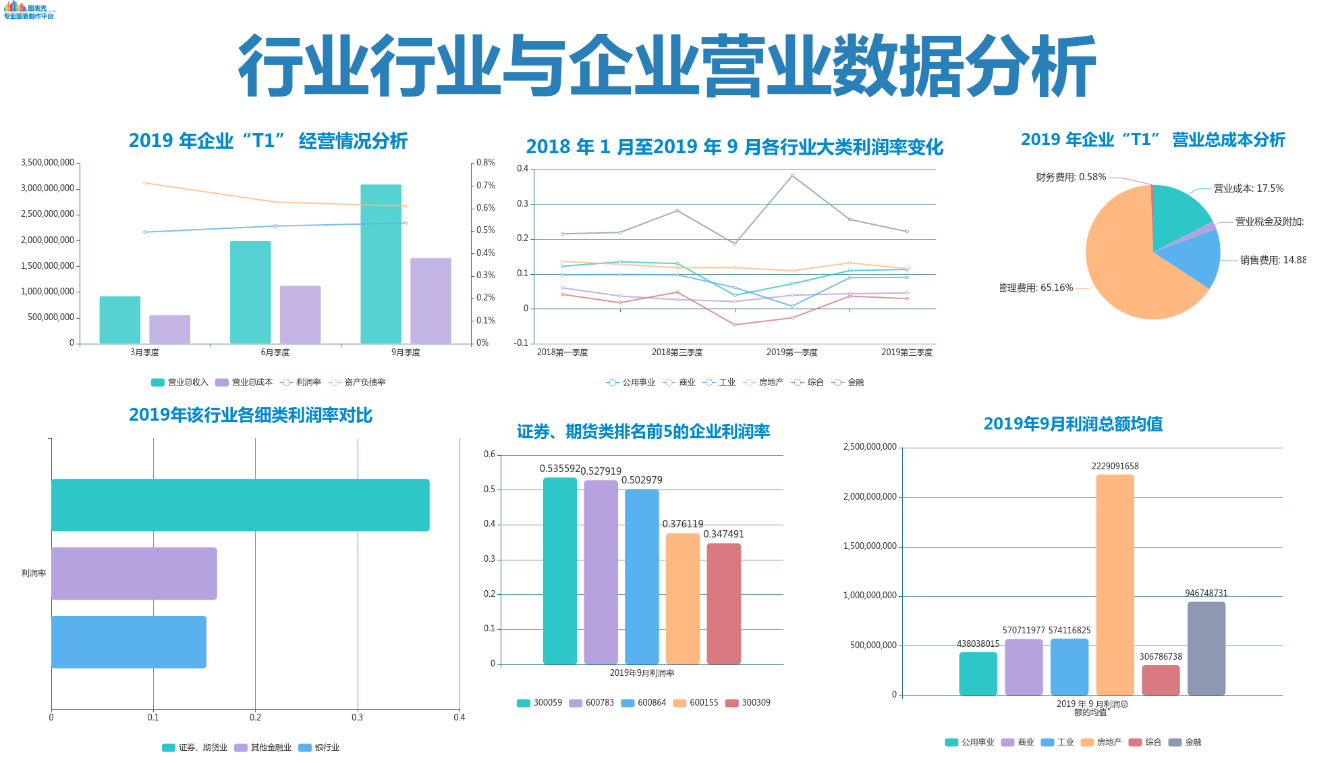 图表秀
专业图表制作平台
行业行业与企业营业数据分析
2019 年企业“T1” 经营情况分析
3,500,000,000
3,000,000,000
2,500,000,000
2,000,000,000
1,500,000,000
1,000,000,000
500,000,000
0
0.8%
0.7%
0.6%
0.5%
0.4%
0.3%
0.2%
0.1%
0%
3月季度 6月季度 9月季度
营业总收入 营业总成本 利润率 资产负债率
2018 年 1 月至2019 年 9 月各行业大类利润率变化
0.4
0.3
0.2
0.1
0
-0.1
2018第一季度 2018第三季度 2019第一季度 2019第三季度
公用事业 商业 工业 房地产 综合 金融
2019 年企业“T1” 营业总成本分析
财务费用: 0.58%
营业成本: 17.5%
营业税金及附加:
销售费用: 14.88
管理费用: 65.16%
2019年该行业各细类利润率对比
利润率
0 0.1 0.2 0.3 0.4
证券、期货业 其他金融业 银行业
证券、期货类排名前5的企业利润率
0.6
0.5
0.4
0.3
0.2
0.1
0
0.535592 0.527919 0.502979 0.376119 0.347491
2019年9月利润率
300059 600783 600864 600155 300309
2019年9月利润总额均值
2,500,000,000
2,000,000,000
1,500,000,000
1,000,000,000
500,000,000
0
438038015 570711977 574116825 2229091658 306786738 946748731
2019 年 9 月利润总
额的均值"
公用事业 商业 工业 房地产 综合 金融